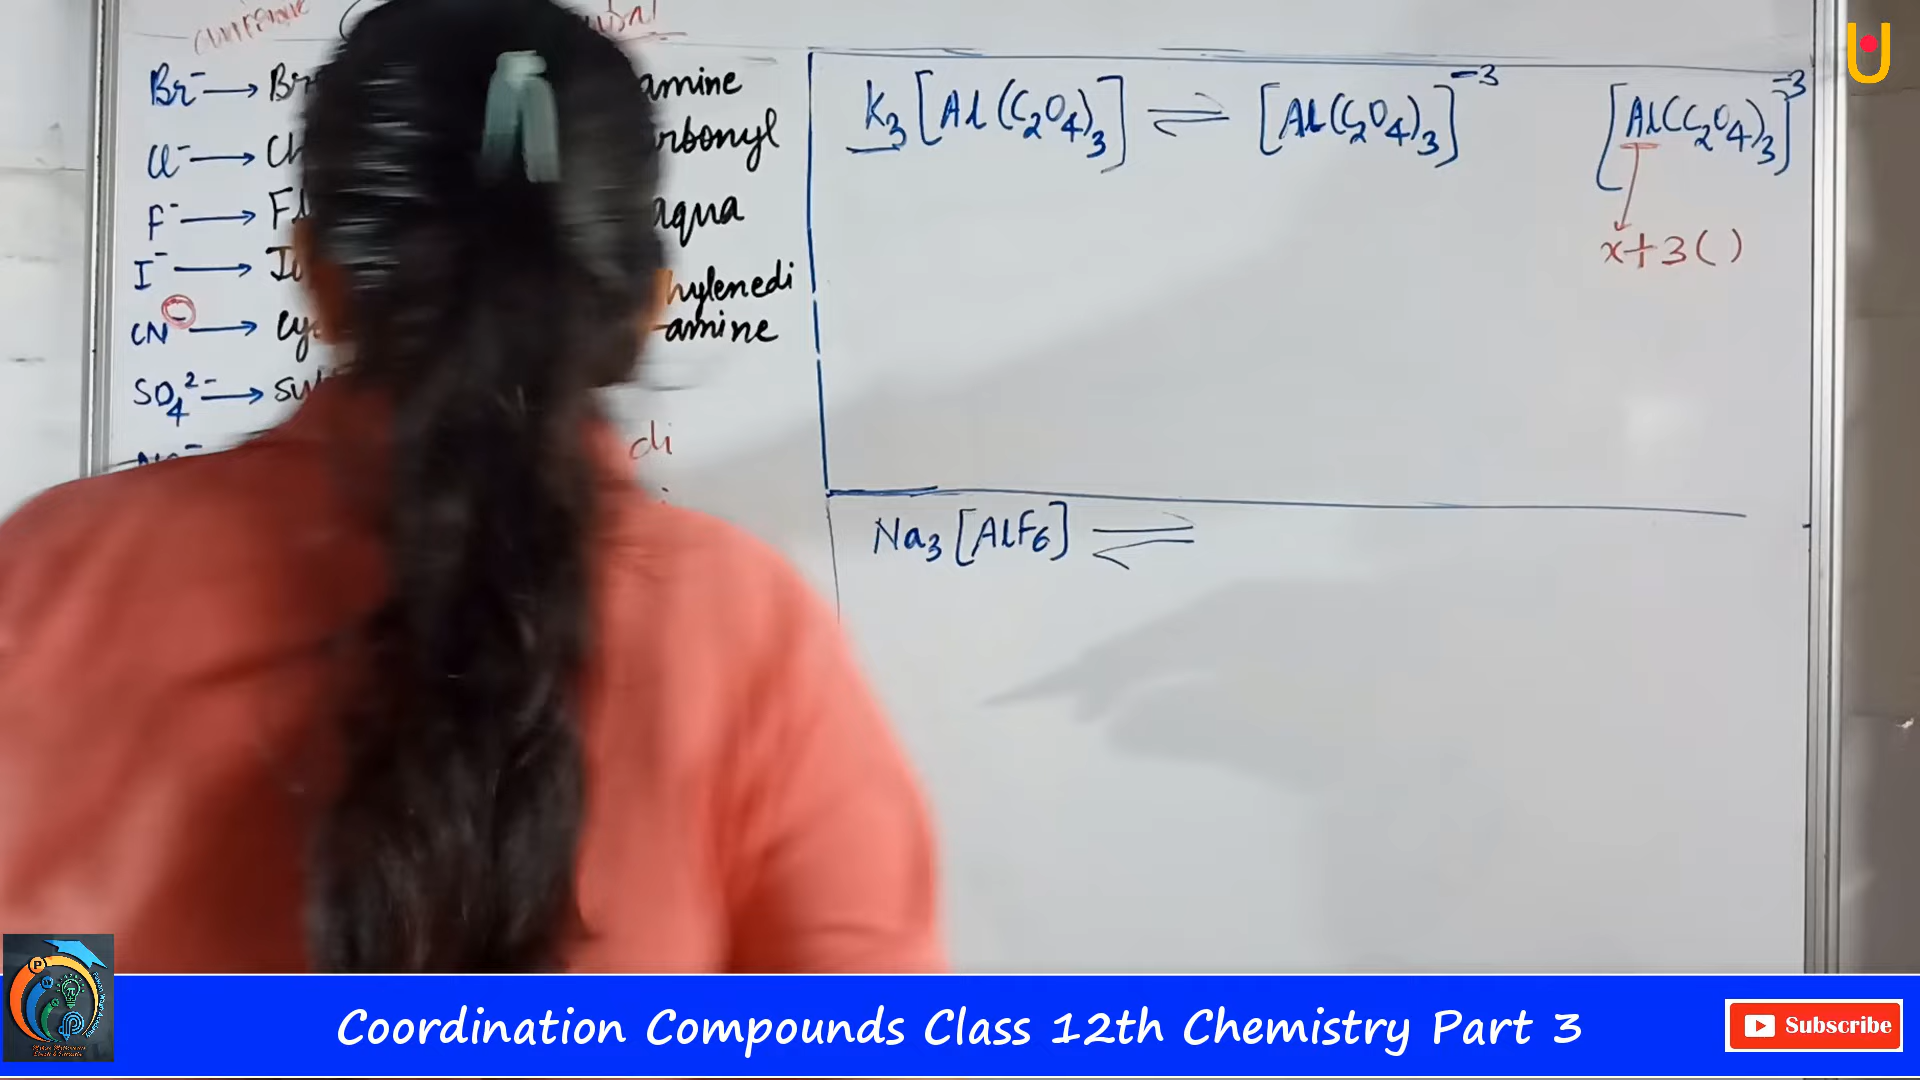 Br⁻ → Br
amine
Cl⁻ → Ch
rbonyl
F⁻ → Fl
aqua
I⁻ → I
hylenedi
-amine
CN⁻ → cy
SO₄²⁻ → su
di
K₃[Al(C₂O₄)₃] ⇌ [Al(C₂O₄)₃]⁻³
[Al(C₂O₄)₃]⁻³
x+3( )
Na₃[AlF₆] ⇌
U
Coordination Compounds Class 12th Chemistry Part 3
Subscribe